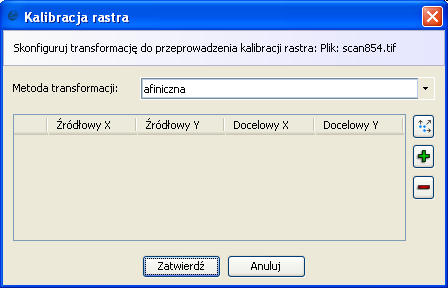 Kalibracja rastra
Skonfiguruj transformację do przeprowadzenia kalibracji rastra: Plik: scan854.tif
Metoda transformacji: afiniczna
Źródłowy X Źródłowy Y Docelowy X Docelowy Y
Zatwierdź Anuluj